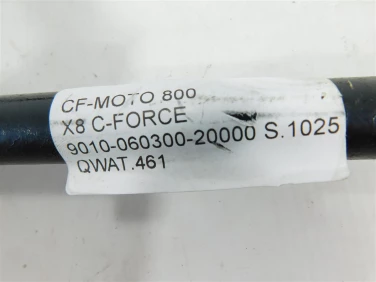 CF-MOTO 800
X8 C-FORCE
9010-060300-20000 S.1025
QWAT.461